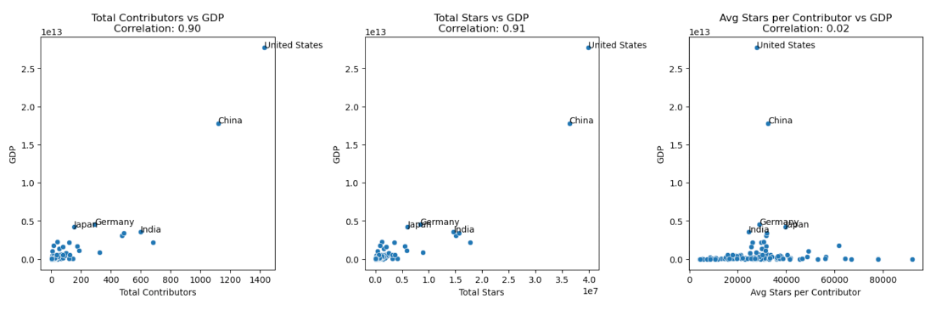 Total Contributors vs GDP
Correlation: 0.90
1e13
United States
2.5
2.0
China
1.5
GDP
1.0
0.5
Germany
Japan
India
0.0
0 200 400 600 800 1000 1200 1400
Total Contributors
Total Stars vs GDP
Correlation: 0.91
1e13
United States
2.5
2.0
China
1.5
GDP
1.0
0.5
Germany
Japan
India
0.0
0.0 0.5 1.0 1.5 2.0 2.5 3.0 3.5 4.0
1e7
Total Stars
Avg Stars per Contributor vs GDP
Correlation: 0.02
1e13
United States
2.5
2.0
China
1.5
GDP
1.0
0.5
Germany
Japan
India
0.0
0 20000 40000 60000 80000
Avg Stars per Contributor